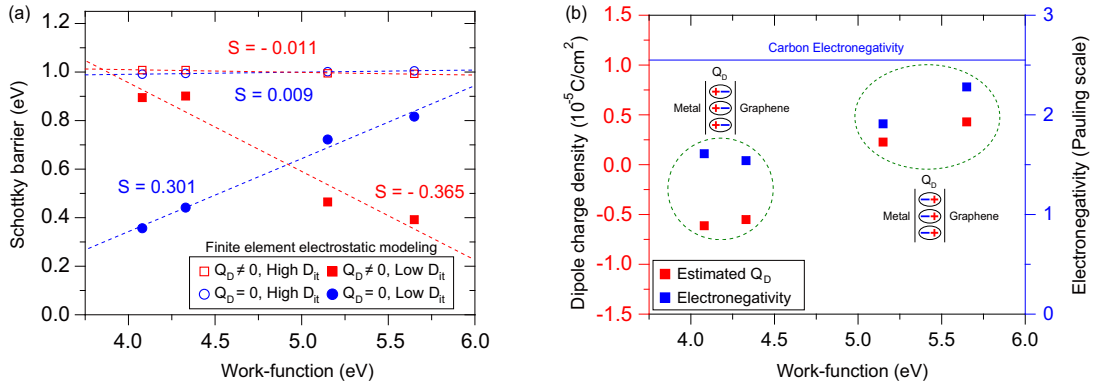 (a)
Schottky barrier (eV)
1.2
1.0
0.8
0.6
0.4
0.2
0.0
S = - 0.011
S = 0.009
S = 0.301
S = - 0.365
Finite element electrostatic modeling
Q_D ≠ 0, High D_it
Q_D ≠ 0, Low D_it
Q_D = 0, High D_it
Q_D = 0, Low D_it
4.0 4.5 5.0 5.5 6.0
Work-function (eV)
(b)
Dipole charge density (10⁻⁵ C/cm²)
1.5
1.0
0.5
0.0
-0.5
-1.0
-1.5
Carbon Electronegativity
Q_D
Metal + − Graphene
+ −
+ −
Q_D
− +
Metal − + Graphene
− +
Estimated Q_D
Electronegativity
4.0 4.5 5.0 5.5 6.0
Work-function (eV)
3
2
1
0
Electronegativity (Pauling scale)